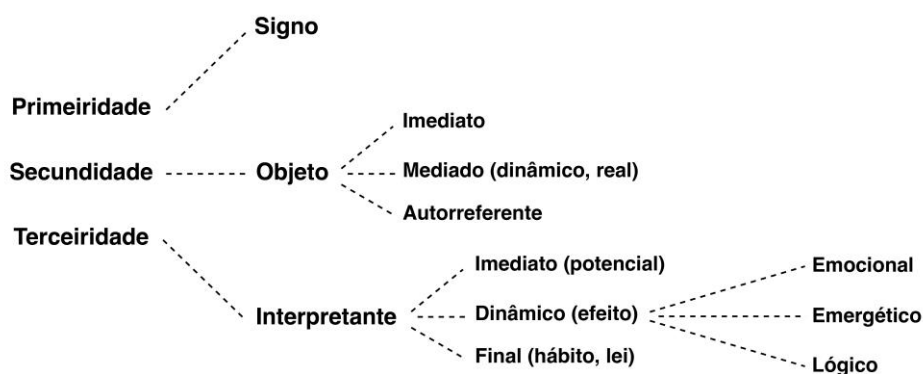 Signo
Primeiridade
Imediato
Secundidade Objeto Mediado (dinâmico, real)
Autorreferente
Terceiridade
Imediato (potencial) Emocional
Interpretante Dinâmico (efeito) Emergético
Final (hábito, lei) Lógico